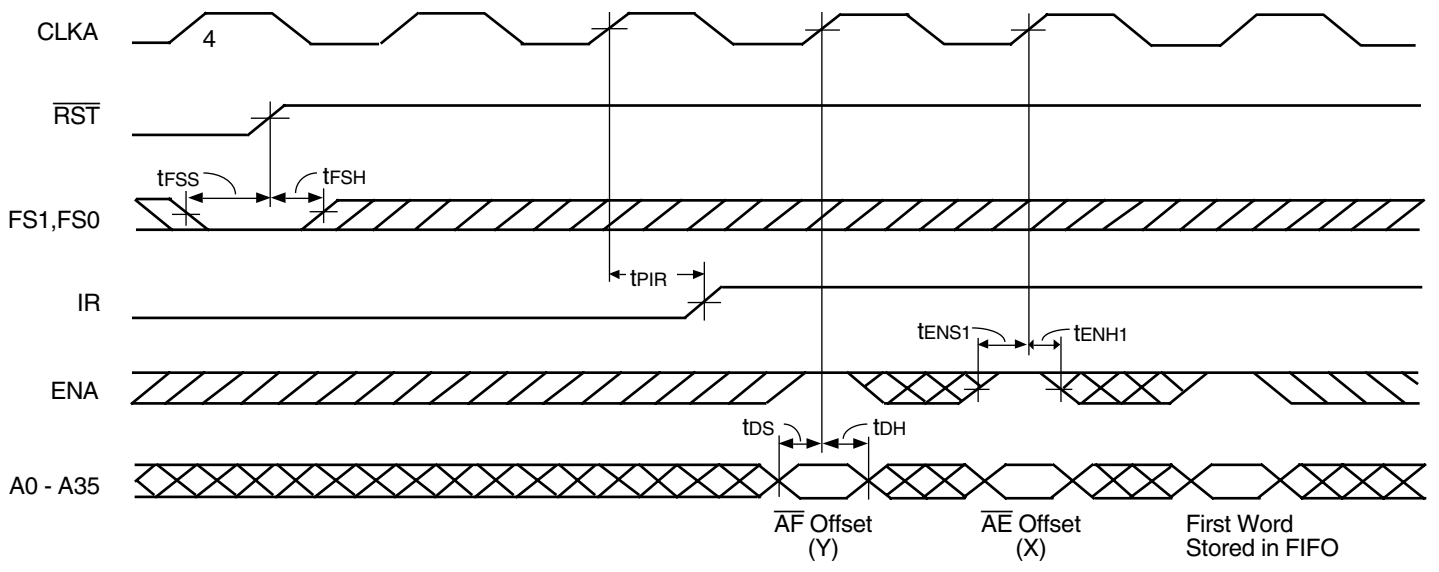 CLKA
4
RST
tFSS
tFSH
FS1,FS0
tPIR
IR
tENS1
tENH1
ENA
tDS
tDH
A0 - A35
AF Offset
(Y)
AE Offset
(X)
First Word
Stored in FIFO